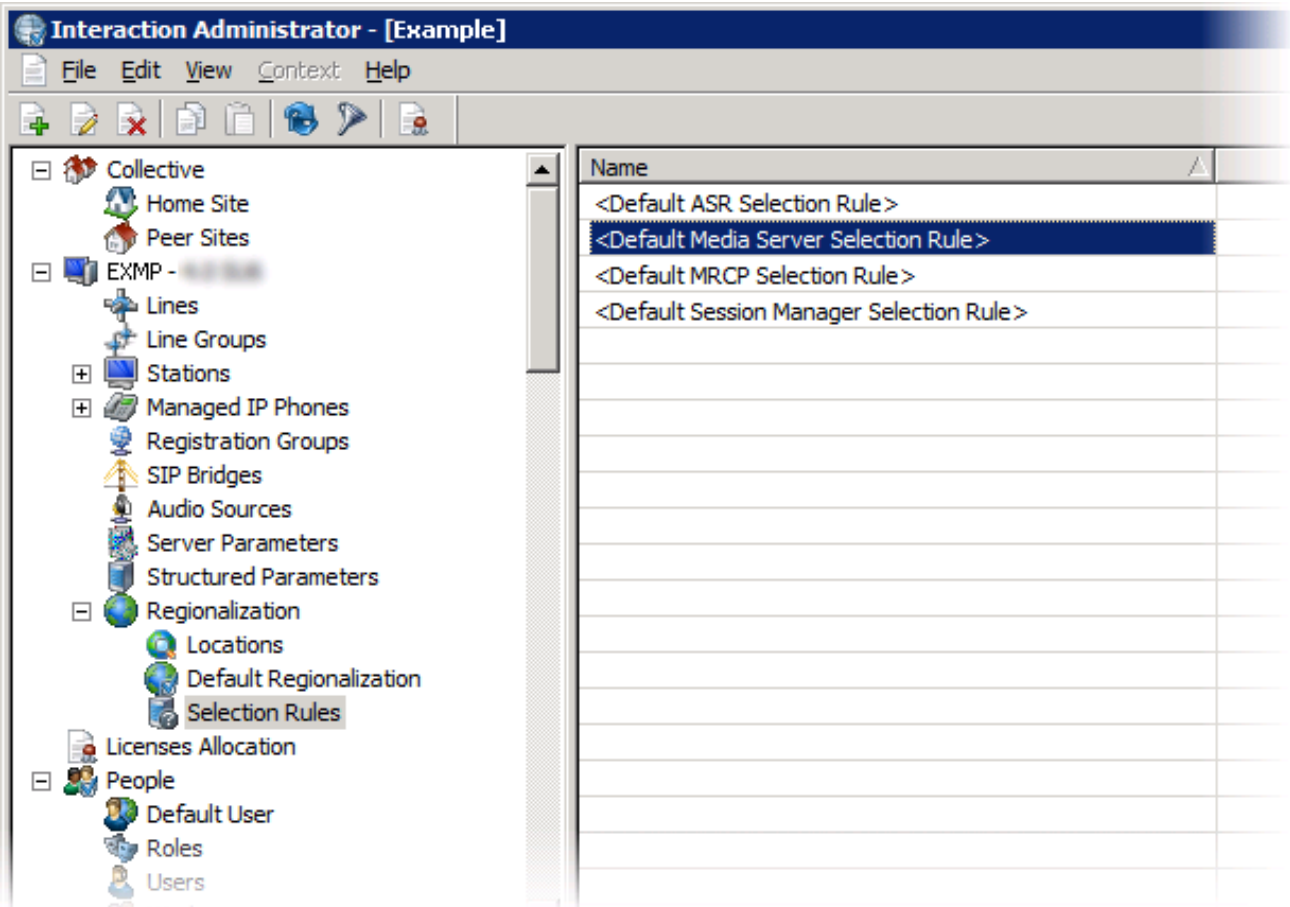 Interaction Administrator - [Example]
File Edit View Context Help
Collective
Home Site
Peer Sites
EXMP -
Lines
Line Groups
Stations
Managed IP Phones
Registration Groups
SIP Bridges
Audio Sources
Server Parameters
Structured Parameters
Regionalization
Locations
Default Regionalization
Selection Rules
Licenses Allocation
People
Default User
Roles
Users
Name
<Default ASR Selection Rule>
<Default Media Server Selection Rule>
<Default MRCP Selection Rule>
<Default Session Manager Selection Rule>